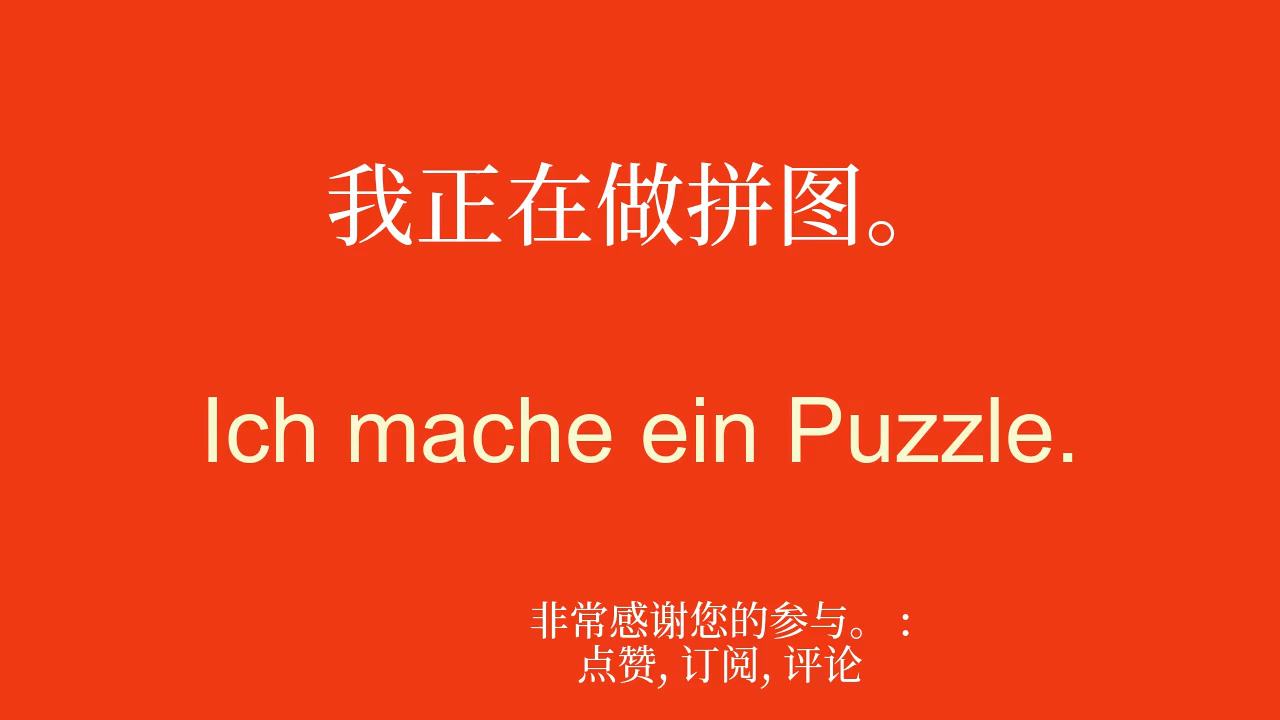 我正在做拼图。
Ich mache ein Puzzle.
非常感谢您的参与。 :
点赞, 订阅, 评论